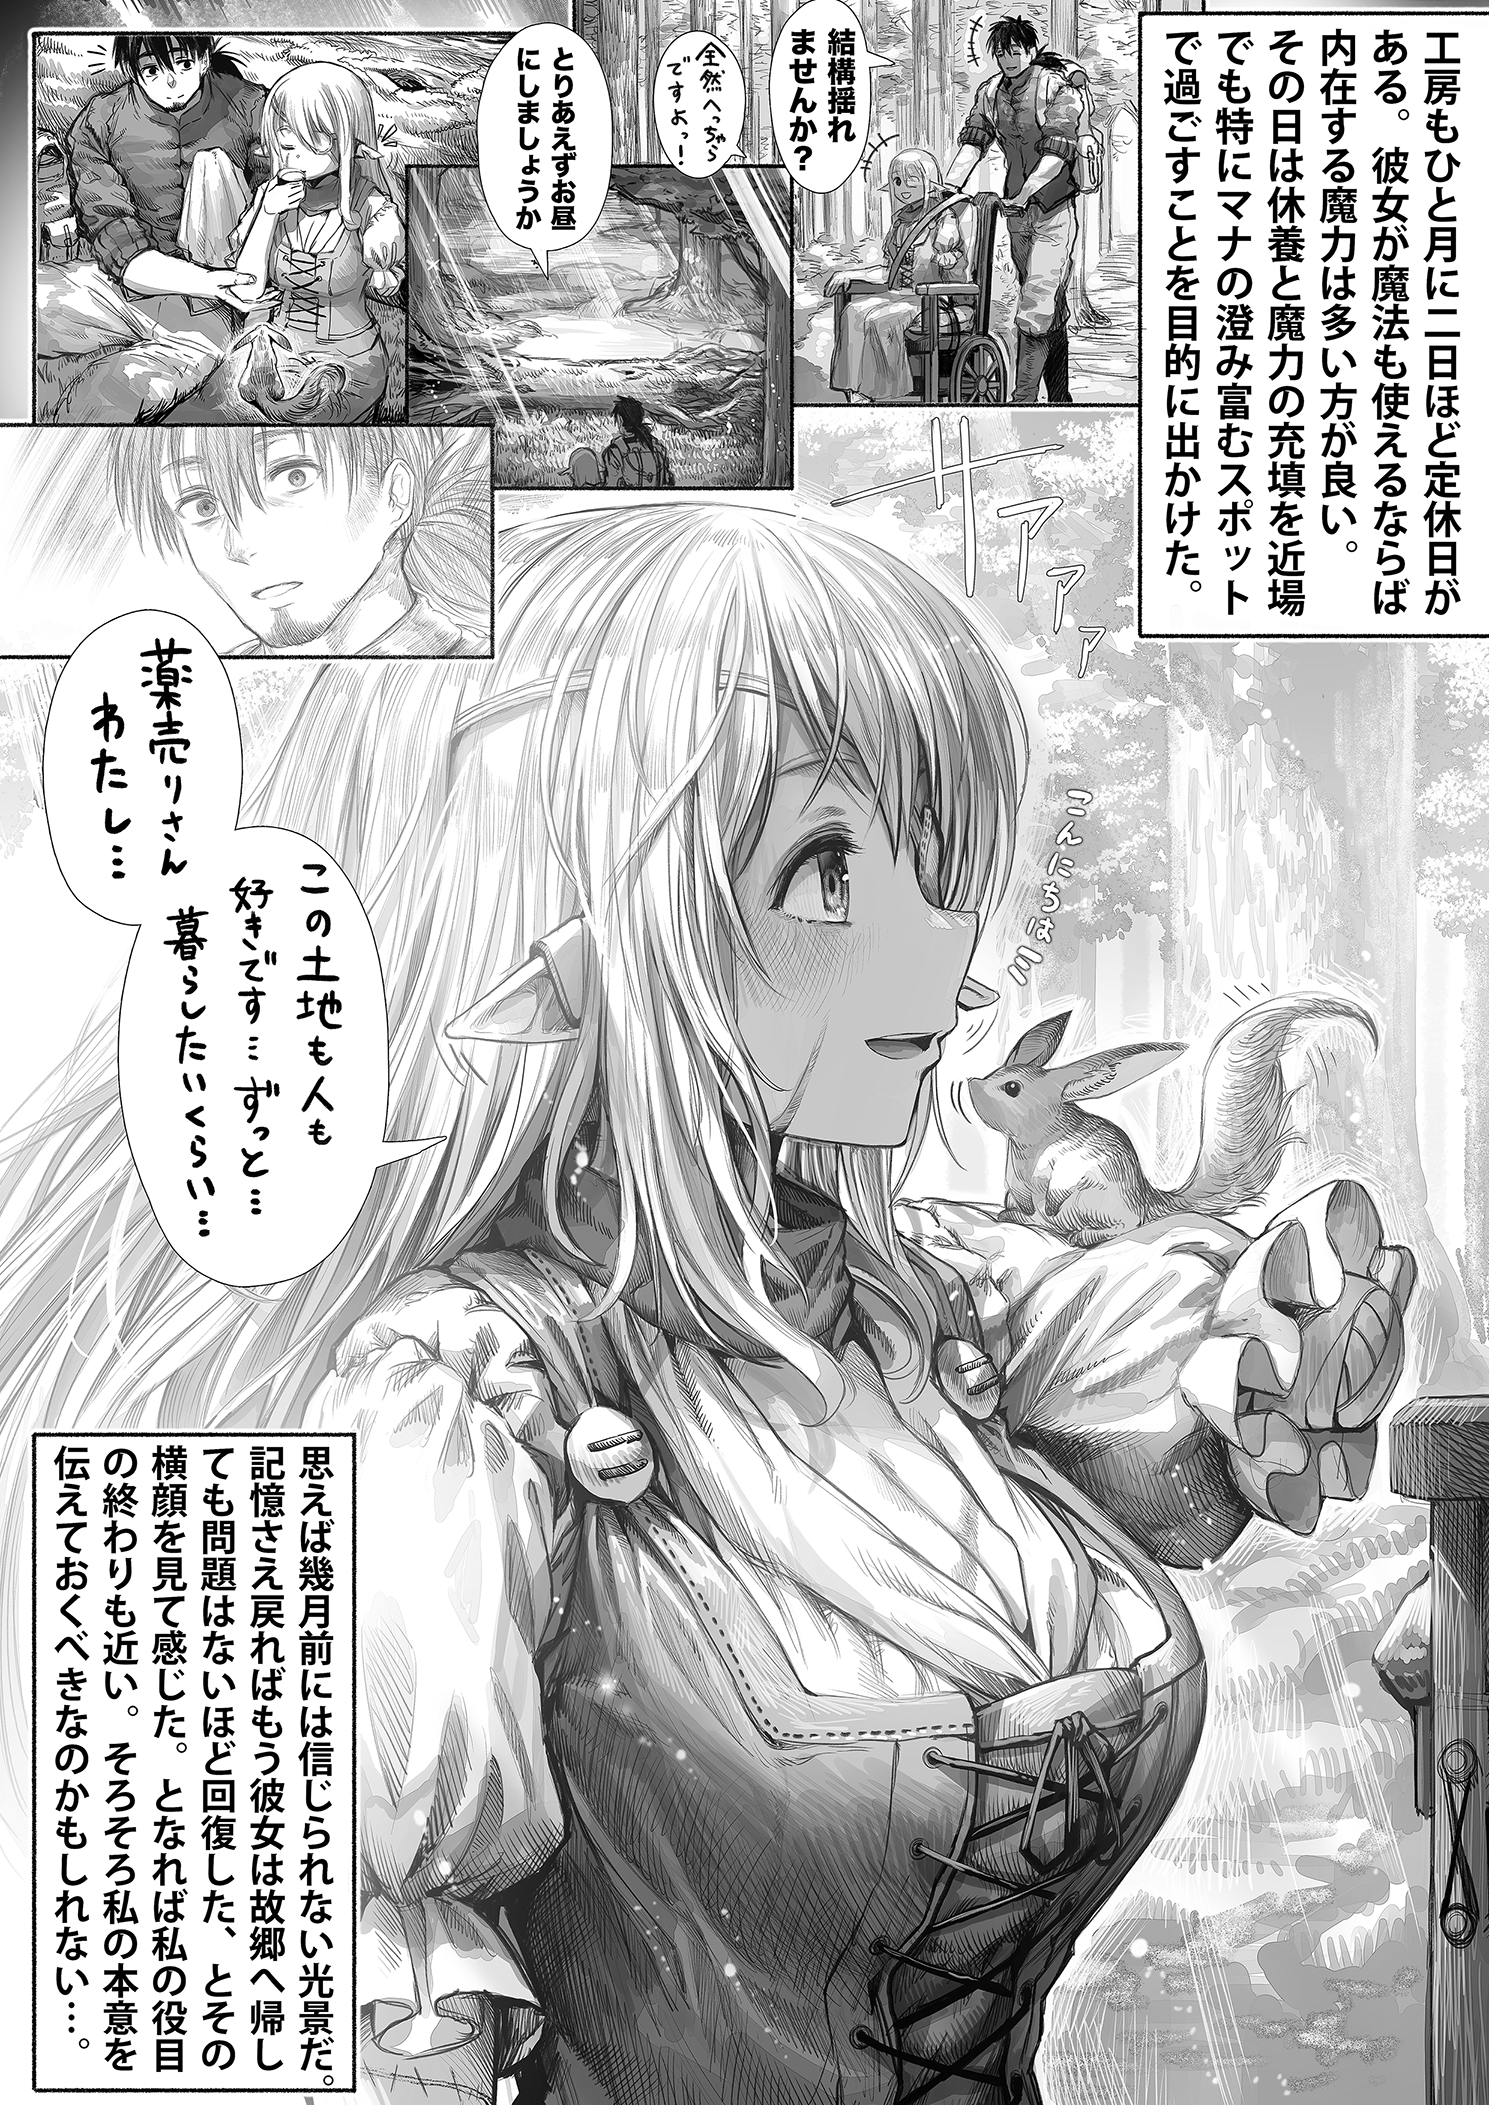 工房もひと月に二日ほど定休日が
ある。彼女が魔法も使えるならば
内在する魔力は多い方が良い。
その日は休養と魔力の充填を近場
でも特にマナの澄み富むスポット
で過ごすことを目的に出かけた。
結構揺れ
ませんか？
全然へっちゃら
ですよっ！
とりあえずお昼
にしましょうか
サアアァァ
こんにちは
薬売りさん
わたし…
この土地も人も
好きです…ずっと…
暮らしたいくらい…
思えば幾月前には信じられない光景だ。
記憶さえ戻ればもう彼女は故郷へ帰し
ても問題はないほど回復した、とその
横顔を見て感じた。となれば私の役目
の終わりも近い。そろそろ私の本意を
伝えておくべきなのかもしれない…。